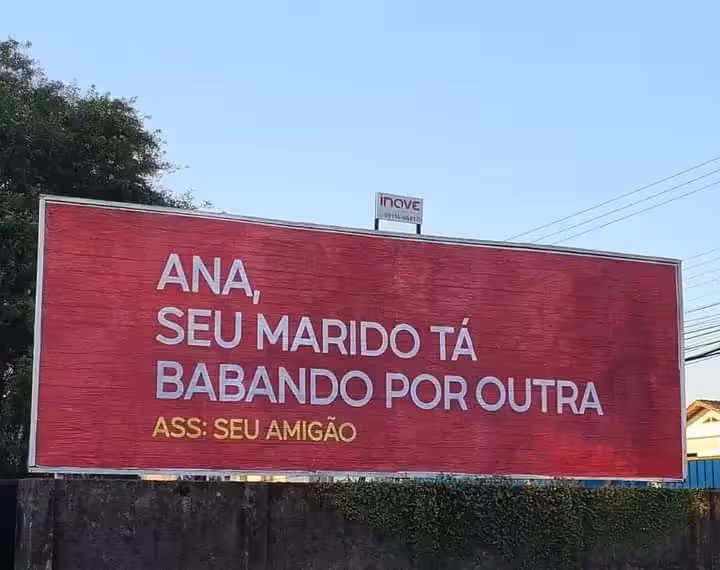 inove
ANA,
SEU MARIDO TÁ
BABANDO POR OUTRA
ASS: SEU AMIGÃO